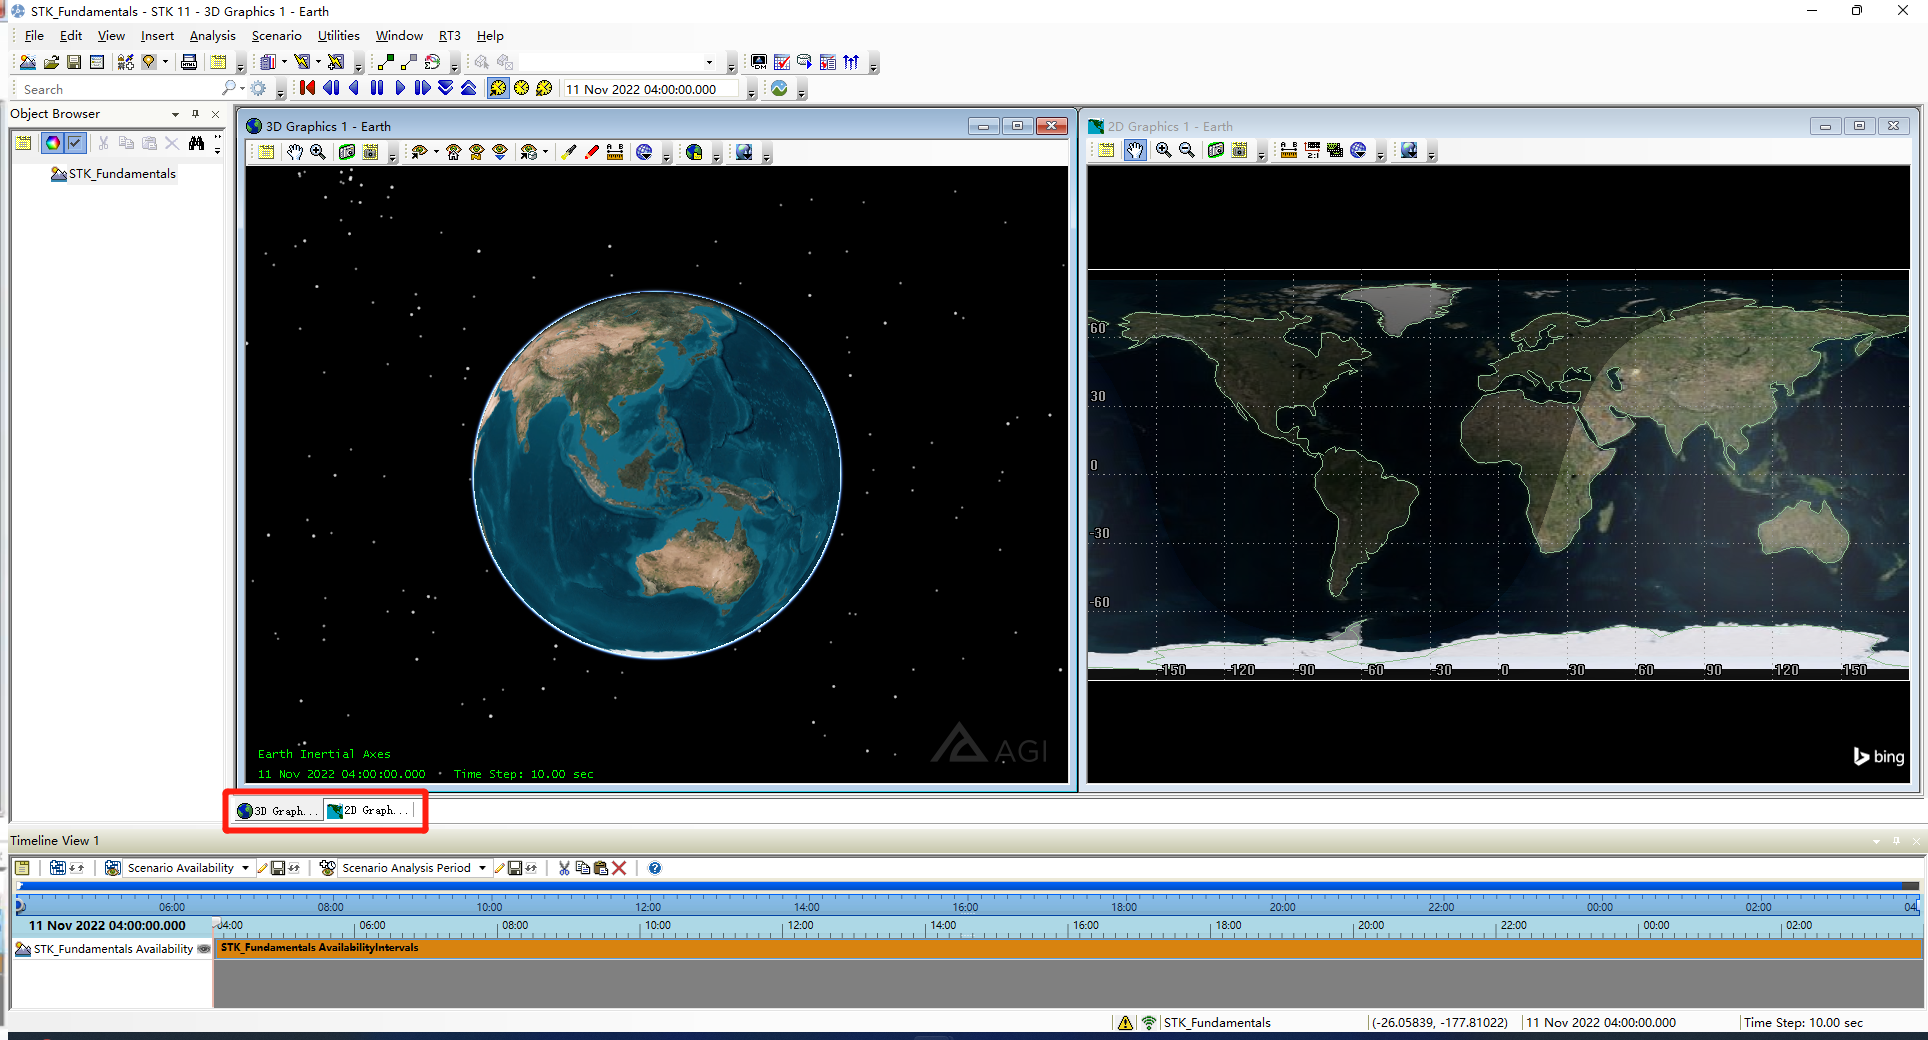 STK_Fundamentals - STK 11 - 3D Graphics 1 - Earth
File Edit View Insert Analysis Scenario Utilities Window RT3 Help
Search
11 Nov 2022 04:00:00.000
Object Browser
STK_Fundamentals
3D Graphics 1 - Earth
Earth Inertial Axes
11 Nov 2022 04:00:00.000 Time Step: 10.00 sec
AGI
2D Graphics 1 - Earth
60
30
0
-30
-60
-150 -120 -90 -60 -30 0 30 60 90 120 150
bing
3D Graph... 2D Graph...
Timeline View 1
Scenario Availability Scenario Analysis Period
06:00 08:00 10:00 12:00 14:00 16:00 18:00 20:00 22:00 00:00 02:00 04
11 Nov 2022 04:00:00.000 04:00 06:00 08:00 10:00 12:00 14:00 16:00 18:00 20:00 22:00 00:00 02:00
STK_Fundamentals Availability STK_Fundamentals AvailabilityIntervals
STK_Fundamentals (-26.05839, -177.81022) 11 Nov 2022 04:00:00.000 Time Step: 10.00 sec